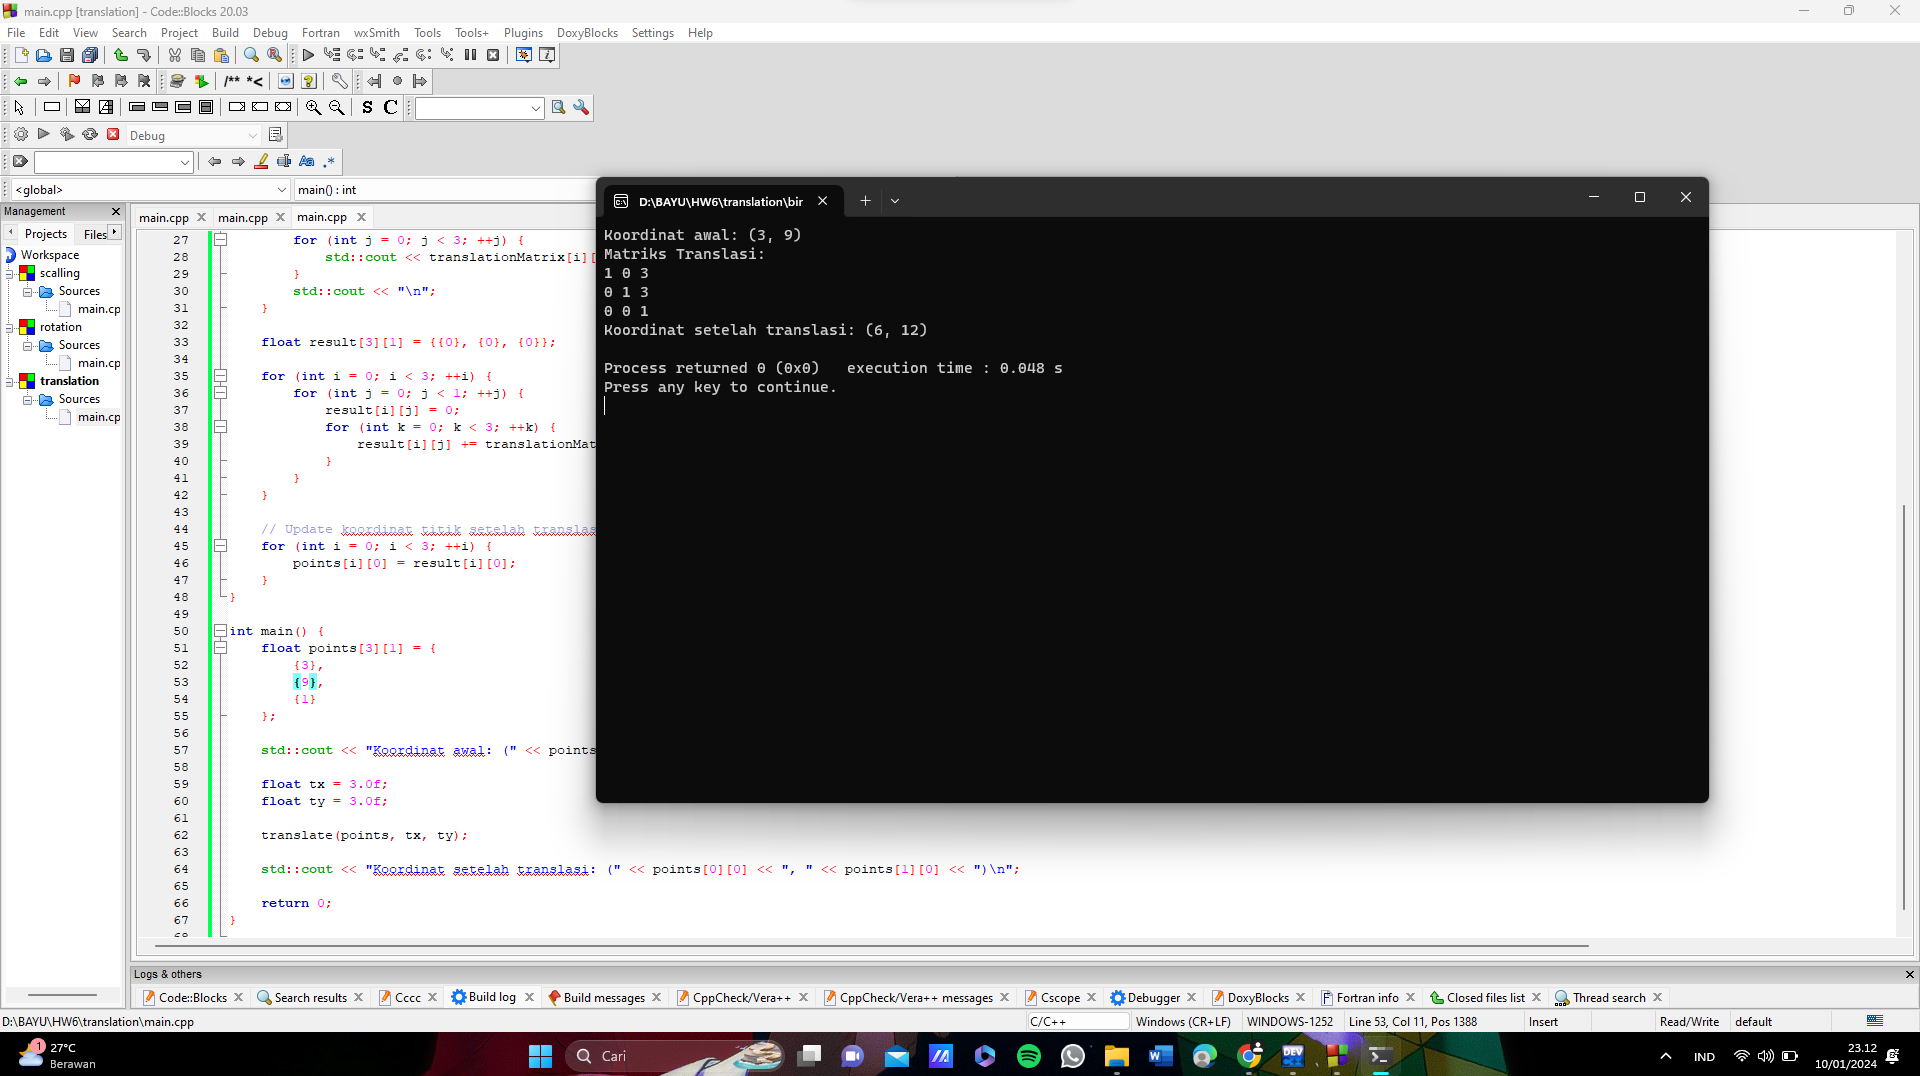 main.cpp [translation] - Code::Blocks 20.03
File Edit View Search Project Build Debug Fortran wxSmith Tools Tools+ Plugins DoxyBlocks Settings Help
/** *<
S C
Debug
Aa .*
<global> main() : int
Management
Projects Files
Workspace
scalling
Sources
main.cp
rotation
Sources
main.cp
translation
Sources
main.cp
main.cpp main.cpp main.cpp
27 for (int j = 0; j < 3; ++j) {
28 std::cout << translationMatrix[i][
29 }
30 std::cout << "\n";
31 }
32
33 float result[3][1] = {{0}, {0}, {0}};
34
35 for (int i = 0; i < 3; ++i) {
36 for (int j = 0; j < 1; ++j) {
37 result[i][j] = 0;
38 for (int k = 0; k < 3; ++k) {
39 result[i][j] += translationMat
40 }
41 }
42 }
43
44 // Update koordinat titik setelah translas
45 for (int i = 0; i < 3; ++i) {
46 points[i][0] = result[i][0];
47 }
48 }
49
50 int main() {
51 float points[3][1] = {
52 {3},
53 {9},
54 {1}
55 };
56
57 std::cout << "Koordinat awal: (" << points
58
59 float tx = 3.0f;
60 float ty = 3.0f;
61
62 translate(points, tx, ty);
63
64 std::cout << "Koordinat setelah translasi: (" << points[0][0] << ", " << points[1][0] << ")\n";
65
66 return 0;
67 }
68
D:\BAYU\HW6\translation\bir
Koordinat awal: (3, 9)
Matriks Translasi:
1 0 3
0 1 3
0 0 1
Koordinat setelah translasi: (6, 12)
Process returned 0 (0x0) execution time : 0.048 s
Press any key to continue.
Logs & others
Code::Blocks Search results Cccc Build log Build messages CppCheck/Vera++ CppCheck/Vera++ messages Cscope Debugger DoxyBlocks Fortran info Closed files list Thread search
D:\BAYU\HW6\translation\main.cpp C/C++ Windows (CR+LF) WINDOWS-1252 Line 53, Col 11, Pos 1388 Insert Read/Write default
1
27°C
Berawan
Cari
DEV
IND
23.12
10/01/2024